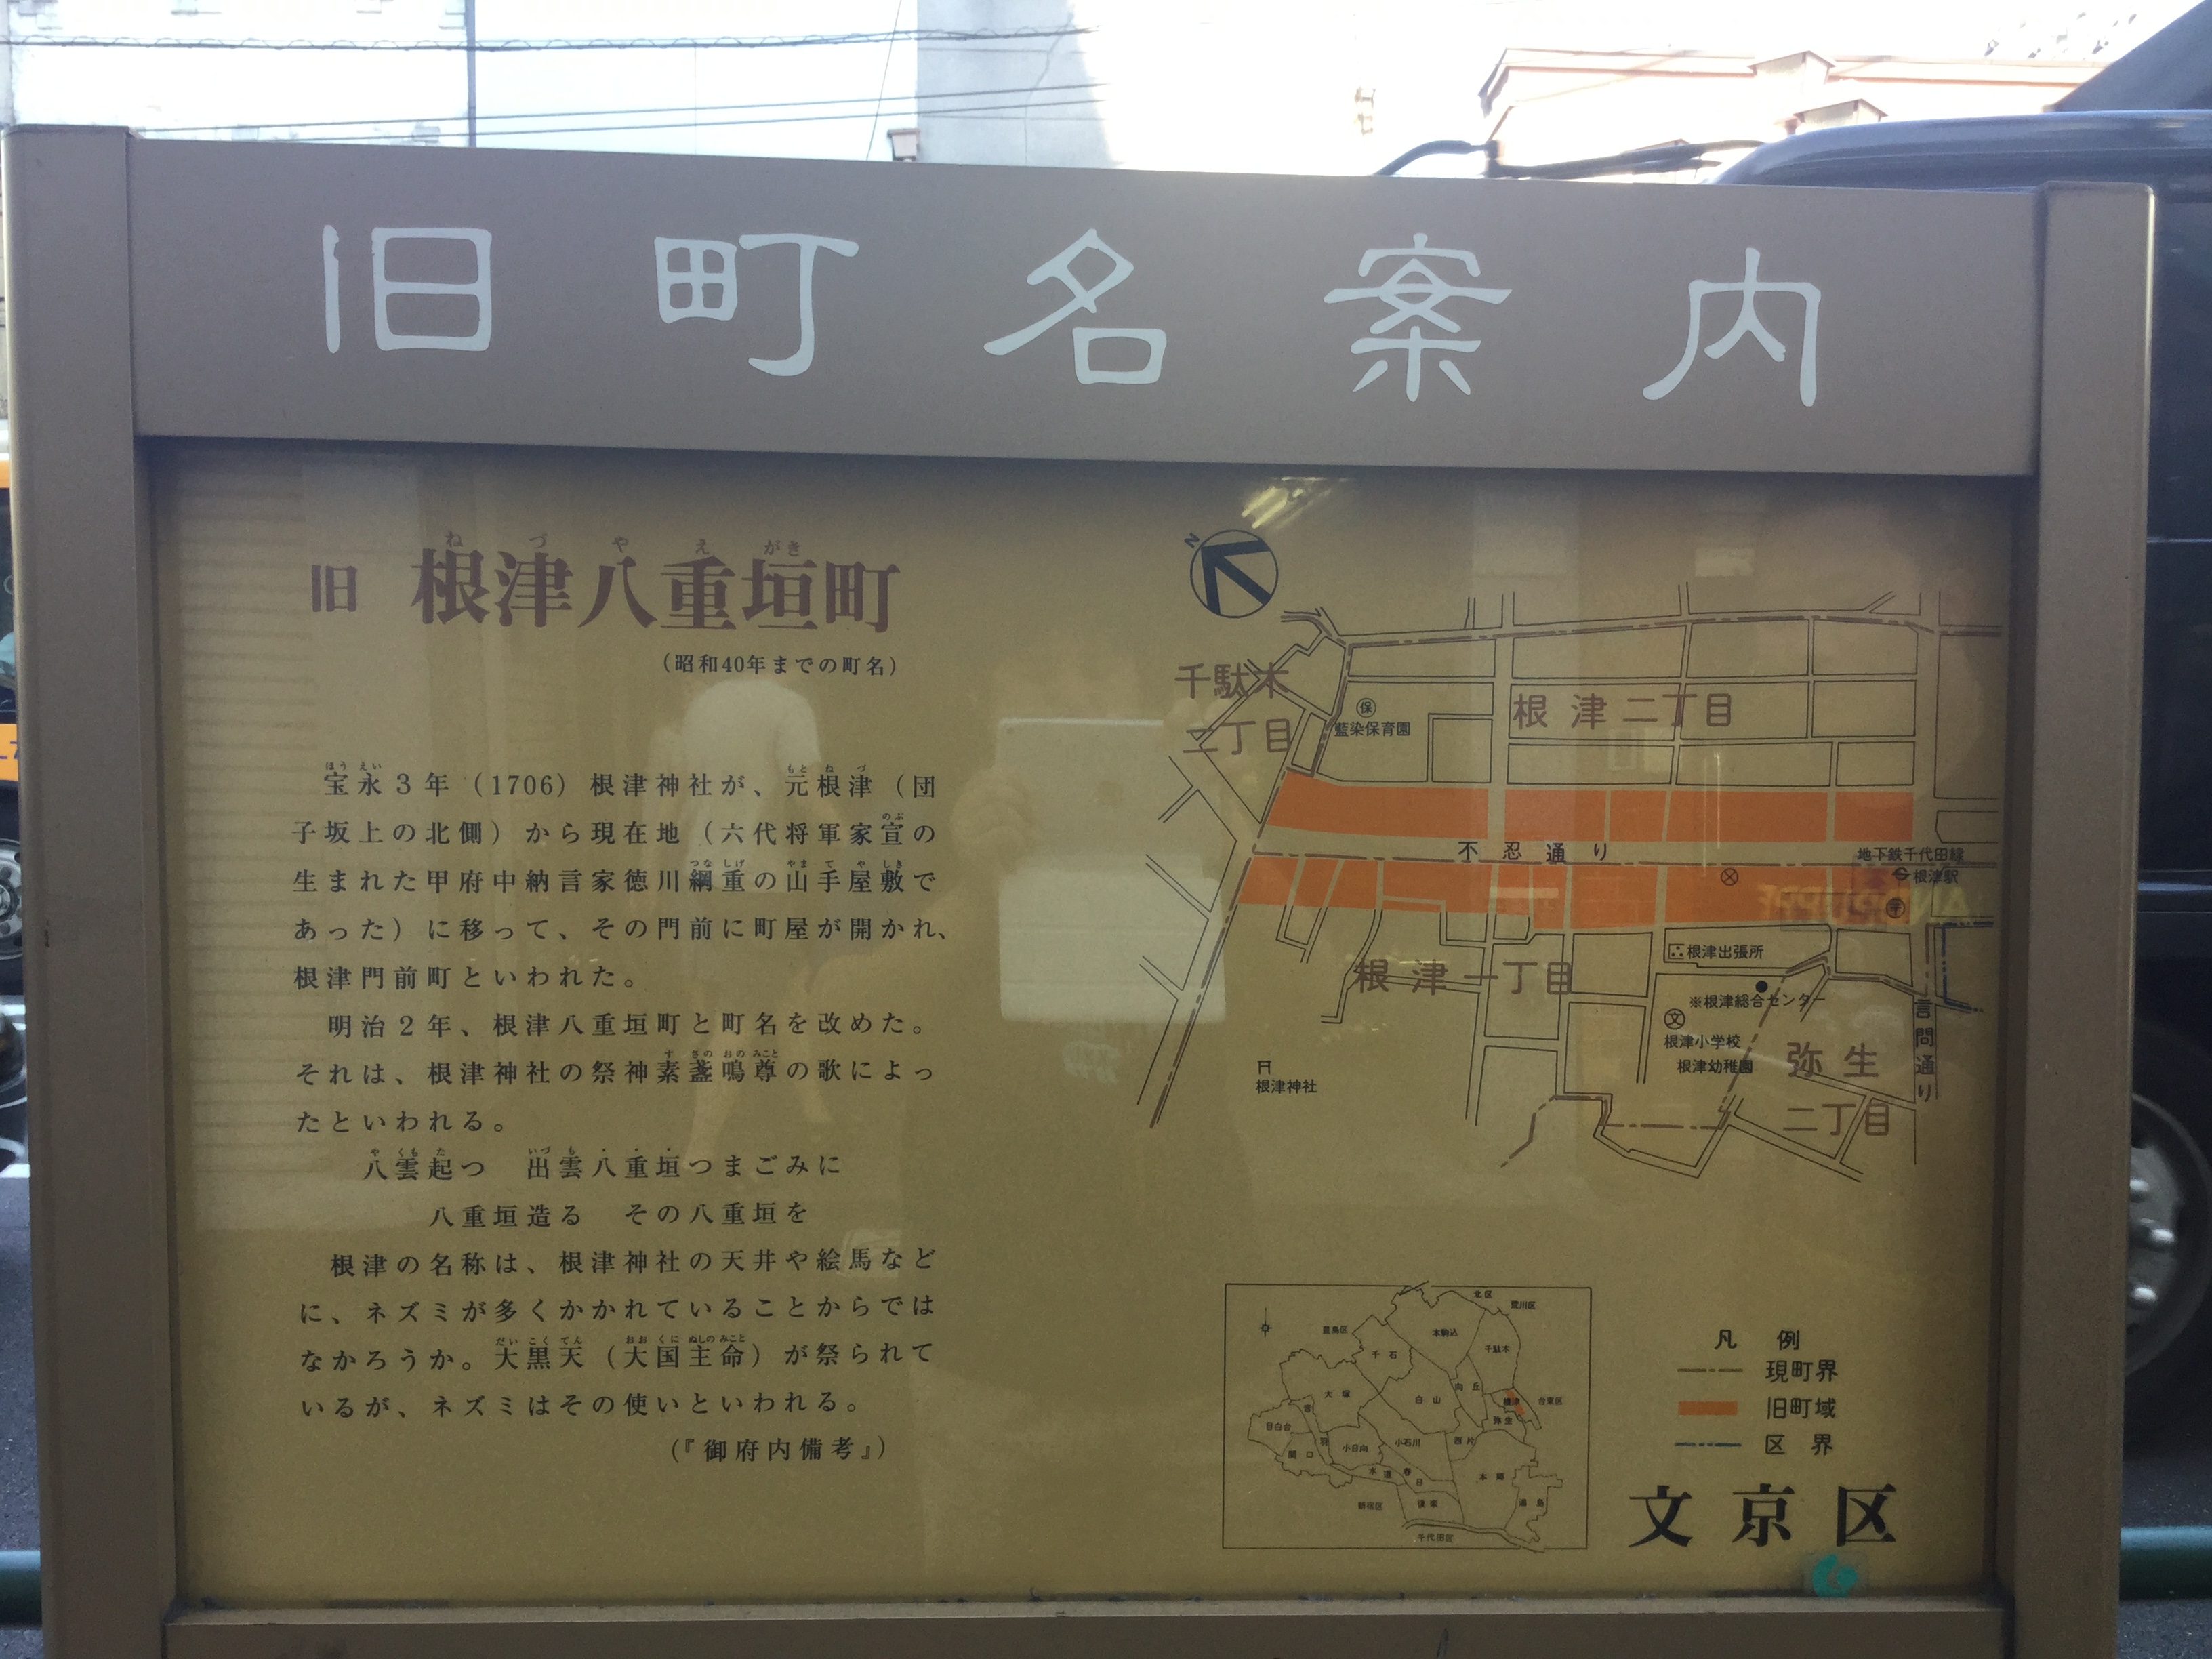 旧町名案内
旧 根津八重垣町
ね づ や え がき
(昭和40年までの町名)
宝永3年(1706)根津神社が、元根津(団
子坂上の北側)から現在地(六代将軍家宣の
生まれた甲府中納言家徳川綱重の山手屋敷で
あった)に移って、その門前に町屋が開かれ、
根津門前町といわれた。
明治2年、根津八重垣町と町名を改めた。
それは、根津神社の祭神素盞嗚尊の歌によっ
たといわれる。
八雲起つ 出雲八重垣つまごみに
八重垣造る その八重垣を
根津の名称は、根津神社の天井や絵馬など
に、ネズミが多くかかれていることからでは
なかろうか。大黒天(大国主命)が祭られて
いるが、ネズミはその使いといわれる。
(『御府内備考』)
N
千駄木
二丁目
保
藍染保育園
根津二丁目
不忍通り
地下鉄千代田線
根津駅
根津一丁目
根津出張所
※根津総合センター
文
根津小学校
根津幼稚園
根津神社
弥生
二丁目
言問通り
北区
荒川区
豊島区
本駒込
千石
千駄木
大塚
白山
向丘
根津
台東区
弥生
目白台
音羽
関口
小日向
小石川
西片
水道
春日
本郷
新宿区
後楽
湯島
千代田区
凡例
現町界
旧町域
区界
文京区